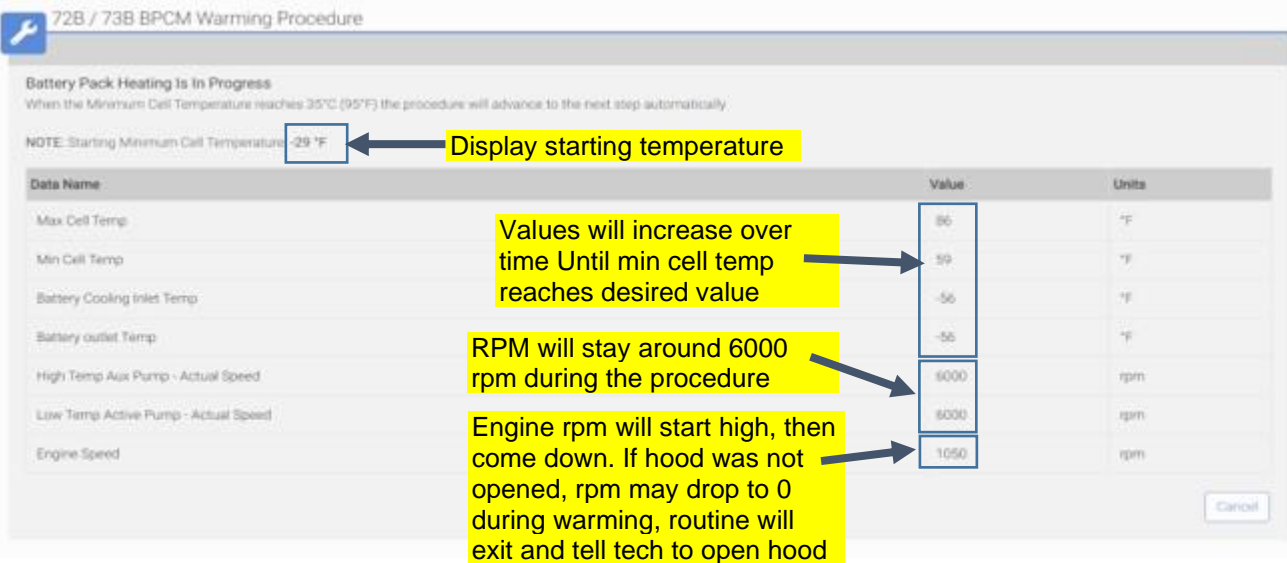 72B / 73B BPCM Warming Procedure
Battery Pack Heating Is In Progress
When the Minimum Cell Temperature reaches 35°C (95°F) the procedure will advance to the next step automatically
NOTE: Starting Minimum Cell Temperature -29 °F
Display starting temperature
Data Name Value Units
Max Cell Temp 86 °F
Min Cell Temp 59 °F
Battery Cooling Inlet Temp -56 °F
Battery outlet Temp -56 °F
High Temp Aux Pump - Actual Speed 6000 rpm
Low Temp Active Pump - Actual Speed 6000 rpm
Engine Speed 1050 rpm
Values will increase over
time Until min cell temp
reaches desired value
RPM will stay around 6000
rpm during the procedure
Engine rpm will start high, then
come down. If hood was not
opened, rpm may drop to 0
during warming, routine will
exit and tell tech to open hood
Cancel